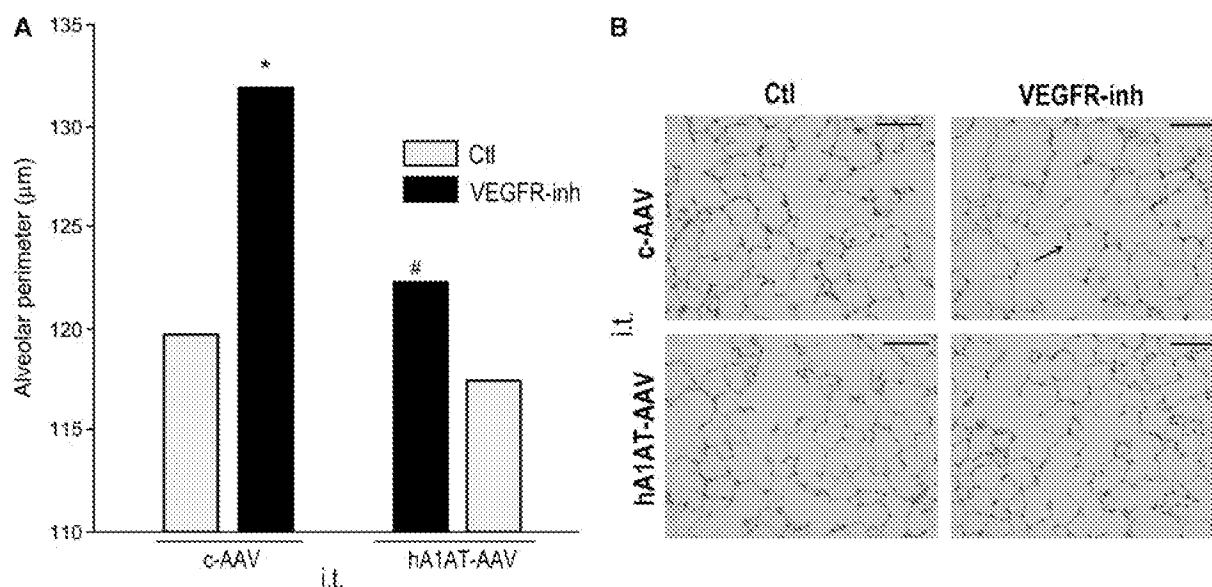 A
135
130
125
120
115
110
Alveolar perimeter (µm)
*
#
Ctl
VEGFR-inh
c-AAV
hA1AT-AAV
i.t.
B
Ctl
VEGFR-inh
c-AAV
hA1AT-AAV
i.t.